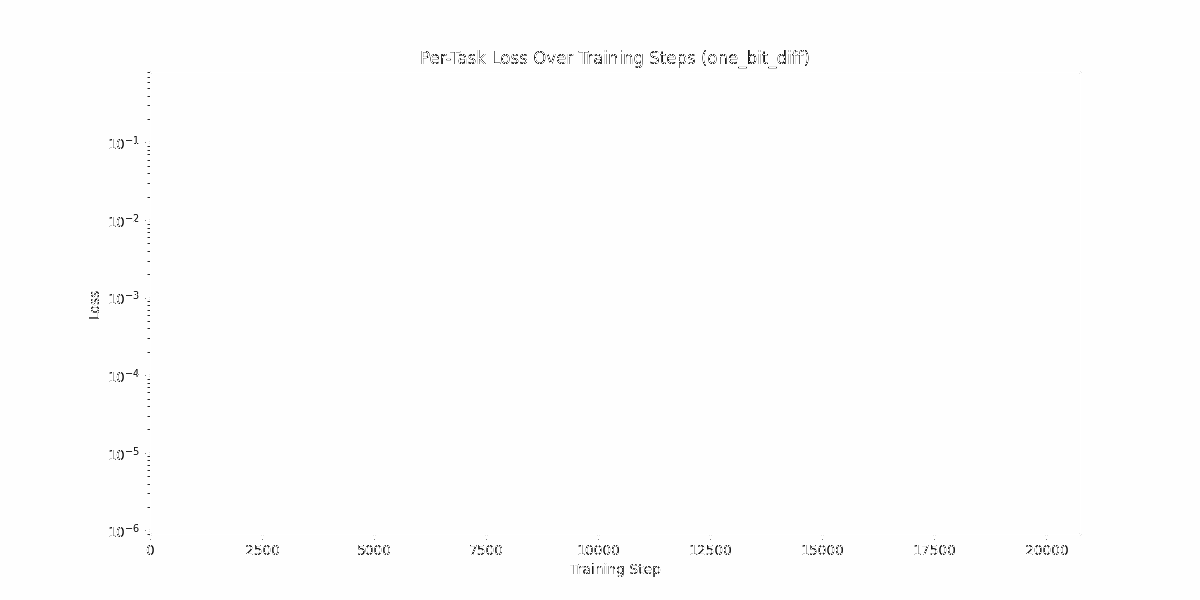 Per-Task Loss Over Training Steps (one_bit_diff)
10⁻¹
10⁻²
10⁻³
10⁻⁴
10⁻⁵
10⁻⁶
Loss
0 2500 5000 7500 10000 12500 15000 17500 20000
Training Step